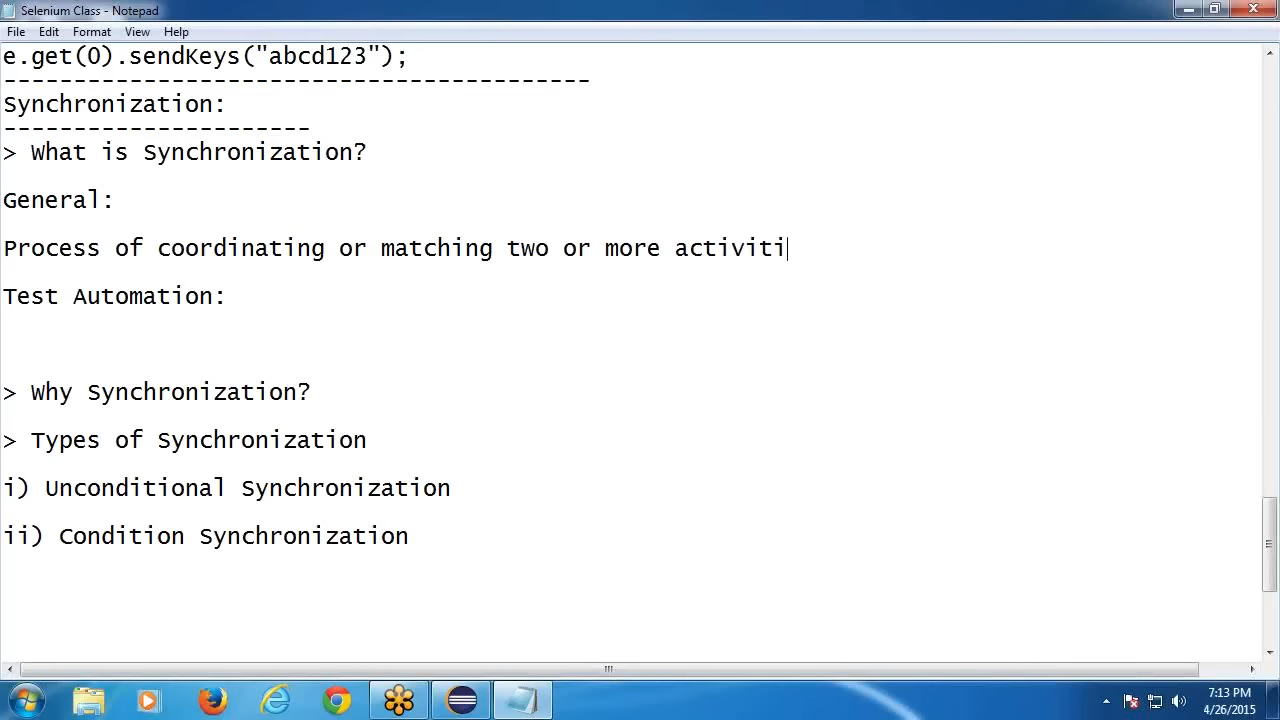 Selenium Class - Notepad
File Edit Format View Help
e.get(0).sendKeys("abcd123");
------------------------------------------
Synchronization:
----------------------
> What is Synchronization?
General:
Process of coordinating or matching two or more activiti
Test Automation:
> Why Synchronization?
> Types of Synchronization
i) Unconditional Synchronization
ii) Condition Synchronization
7:13 PM
4/26/2015